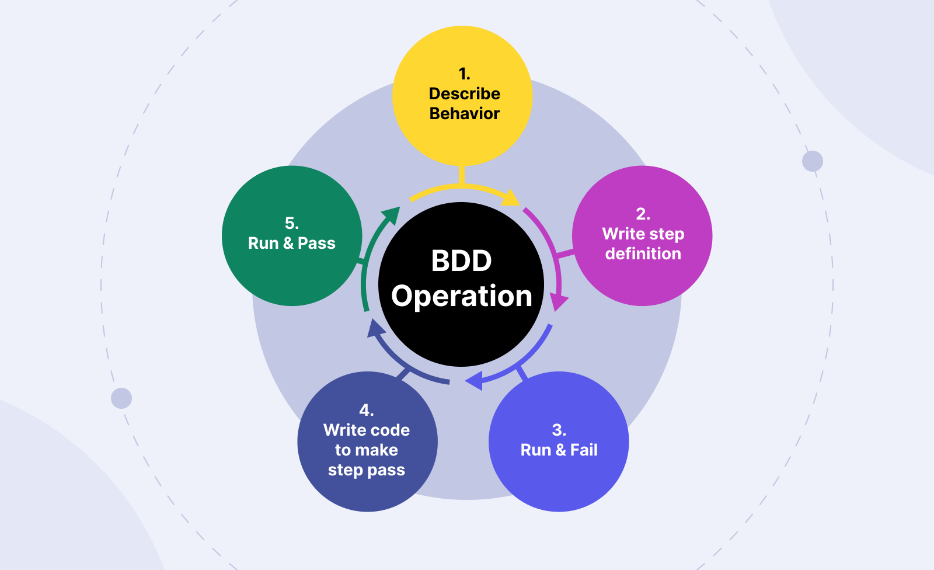 1.
Describe
Behavior
2.
Write step
definition
3.
Run & Fail
4.
Write code
to make
step pass
5.
Run & Pass
BDD
Operation